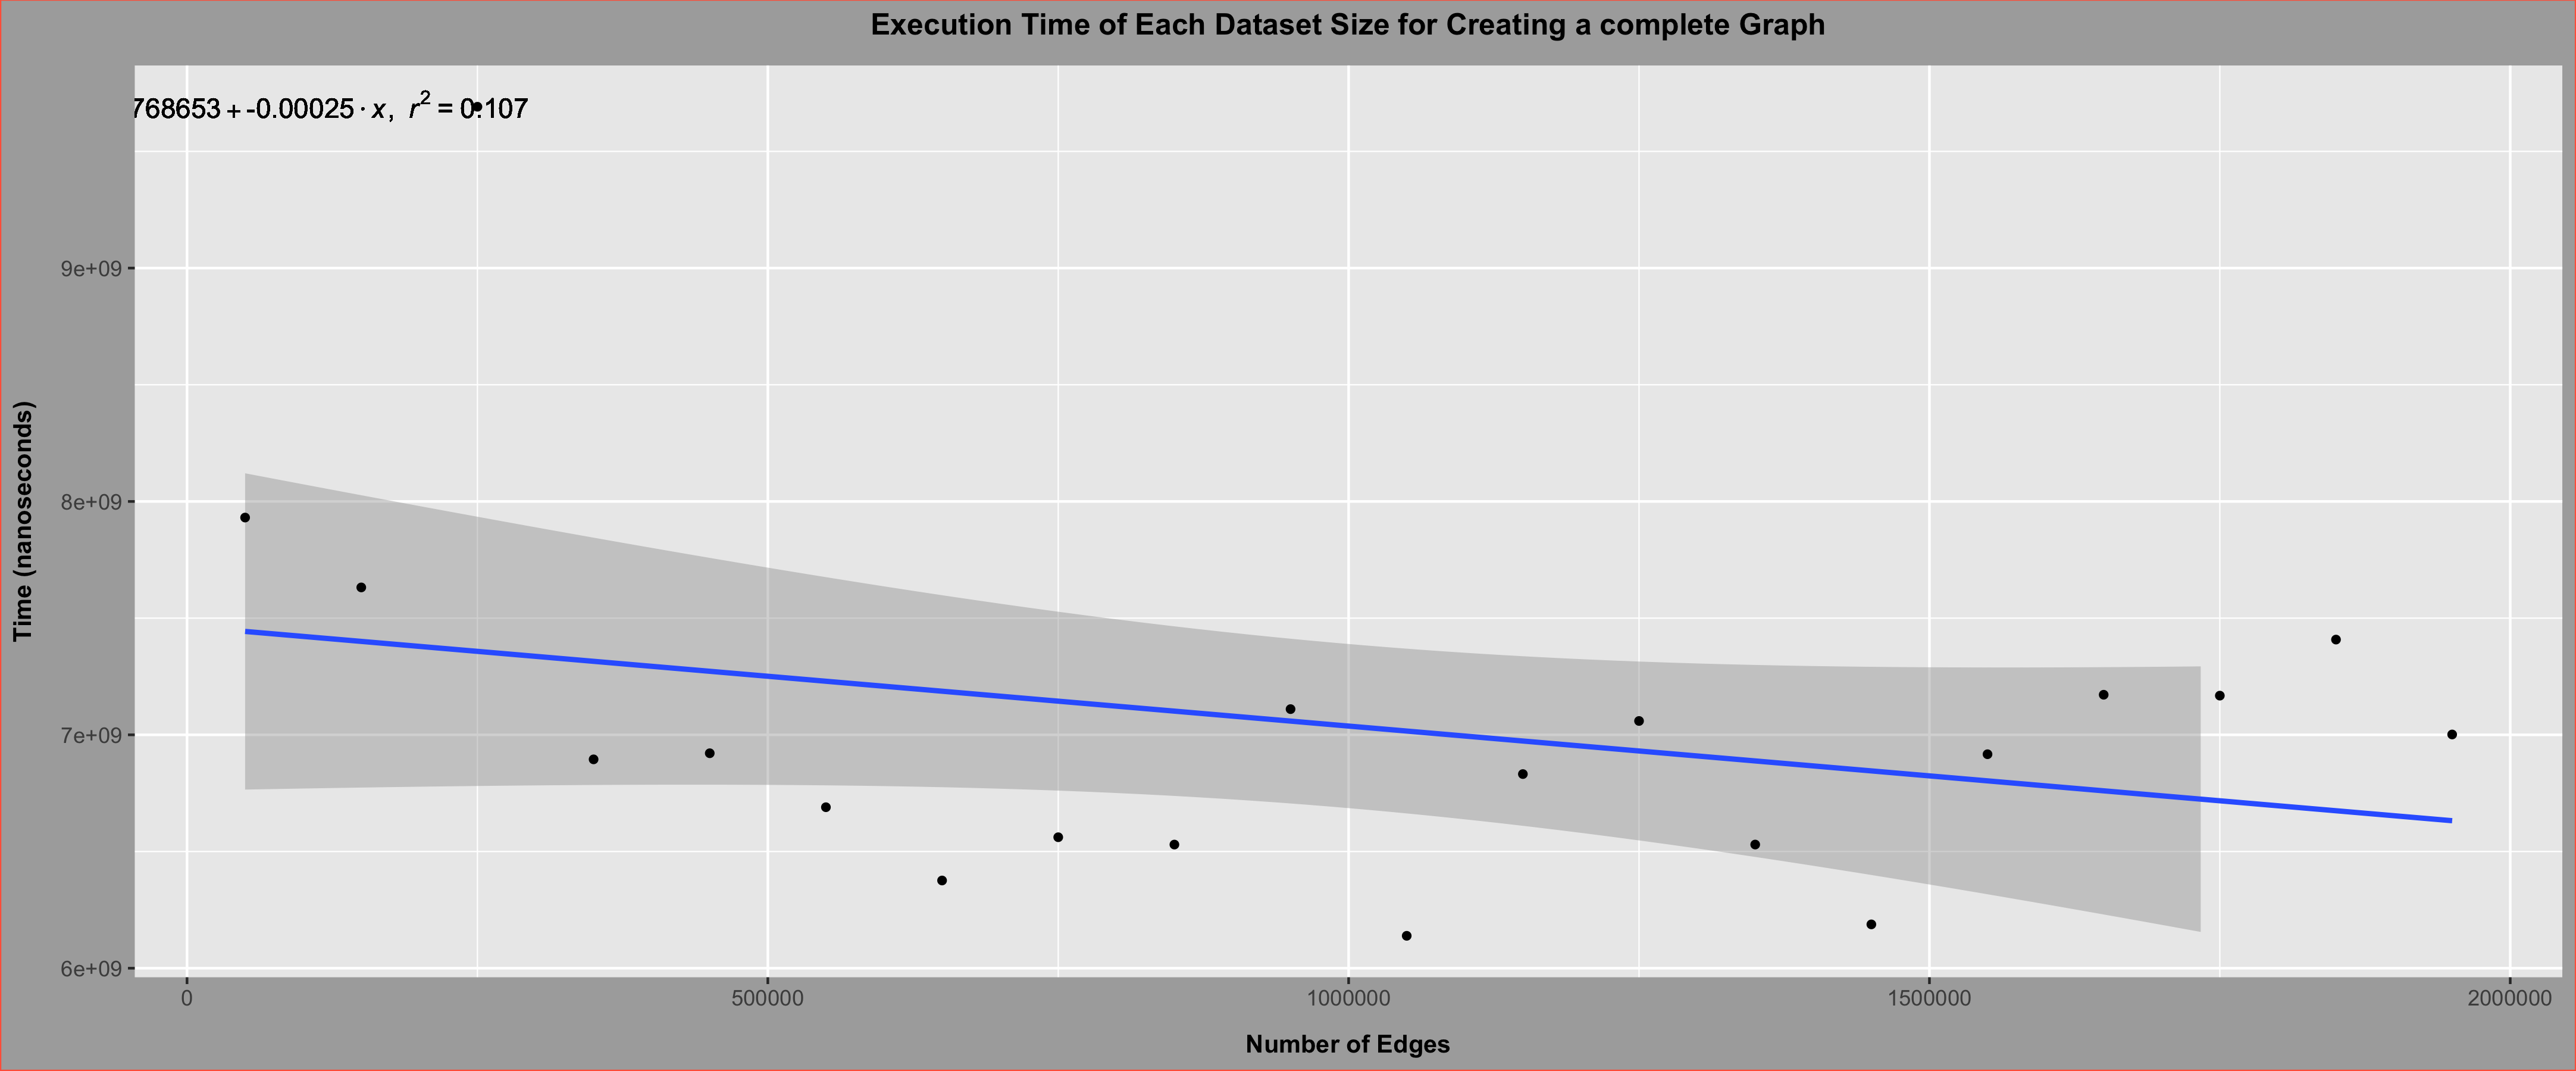 Execution Time of Each Dataset Size for Creating a complete Graph
768653 + -0.00025 · x, r² = 0.107
Time (nanoseconds)
9e+09
8e+09
7e+09
6e+09
0 500000 1000000 1500000 2000000
Number of Edges